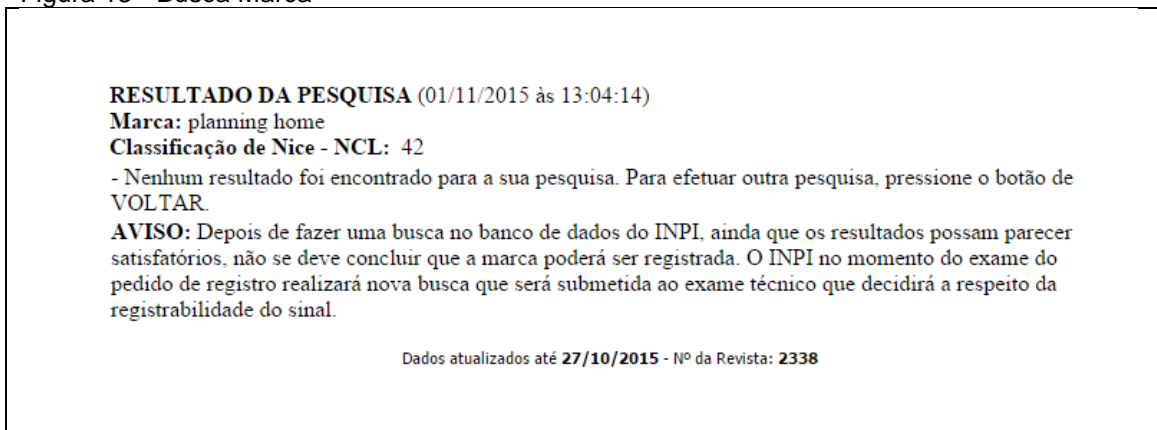 RESULTADO DA PESQUISA (01/11/2015 às 13:04:14)
Marca: planning home
Classificação de Nice - NCL: 42
- Nenhum resultado foi encontrado para a sua pesquisa. Para efetuar outra pesquisa, pressione o botão de
VOLTAR.
AVISO: Depois de fazer uma busca no banco de dados do INPI, ainda que os resultados possam parecer
satisfatórios, não se deve concluir que a marca poderá ser registrada. O INPI no momento do exame do
pedido de registro realizará nova busca que será submetida ao exame técnico que decidirá a respeito da
registrabilidade do sinal.
Dados atualizados até 27/10/2015 - Nº da Revista: 2338